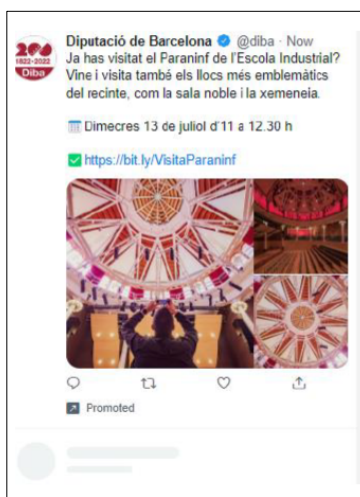 200
1822-2022
Diba
Diputació de Barcelona @diba · Now
Ja has visitat el Paranimf de l'Escola Industrial?
Vine i visita també els llocs més emblemàtics
del recinte, com la sala noble i la xemeneia.
Dimecres 13 de juliol d'11 a 12.30 h
https://bit.ly/VisitaParaninf
Promoted